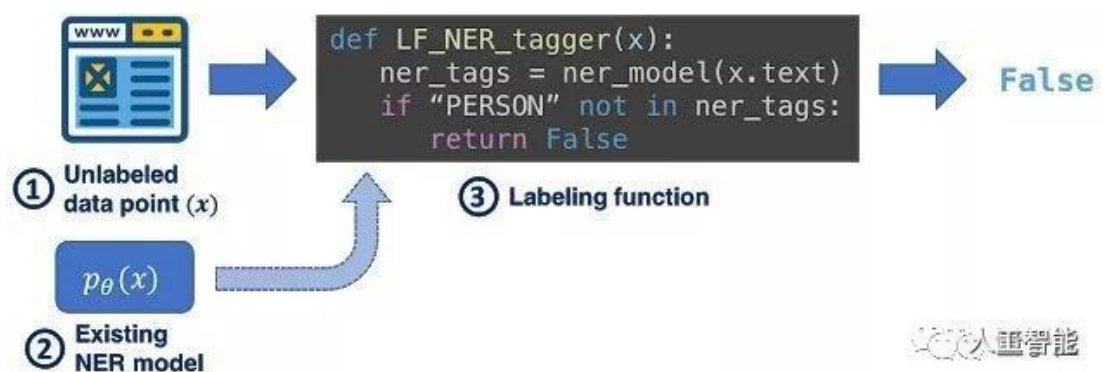 www
def LF_NER_tagger(x):
ner_tags = ner_model(x.text)
if “PERSON” not in ner_tags:
return False
False
① Unlabeled
data point (x)
③ Labeling function
pθ(x)
② Existing
NER model